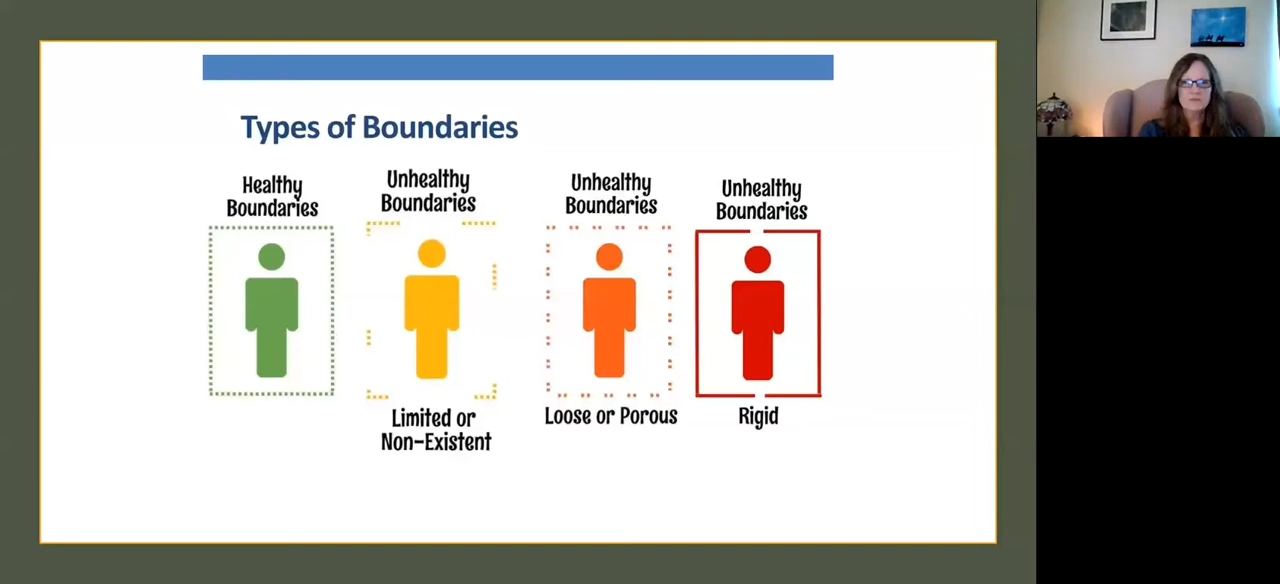 Types of Boundaries
Healthy
Boundaries
Unhealthy
Boundaries
Limited or
Non-Existent
Unhealthy
Boundaries
Loose or Porous
Unhealthy
Boundaries
Rigid